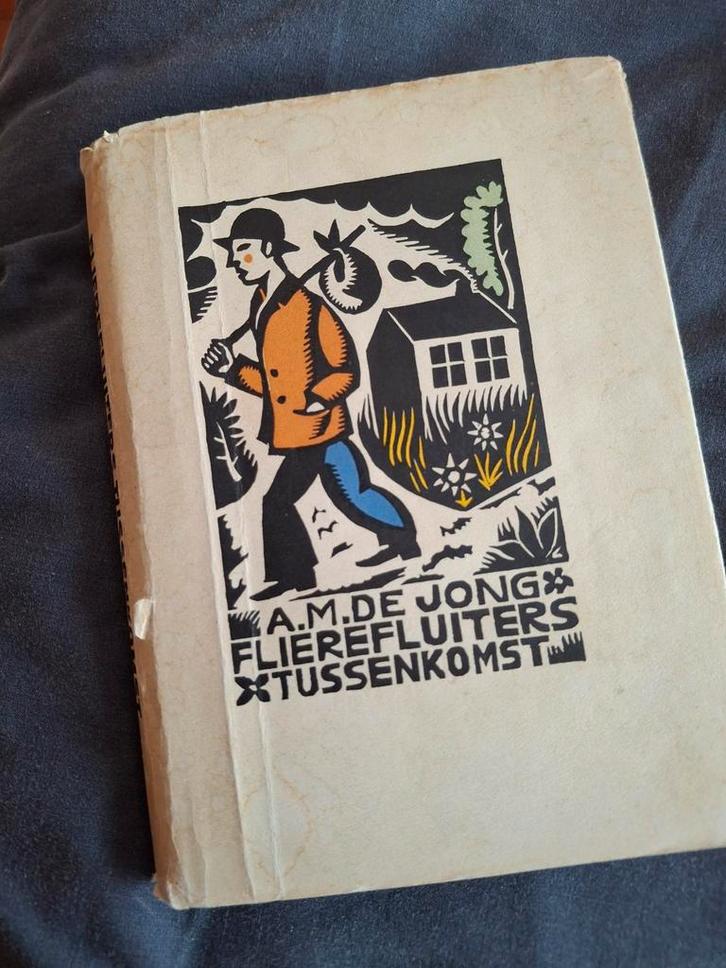 A.M. DE JONG
FLIEREFLUITERS
TUSSENKOMST